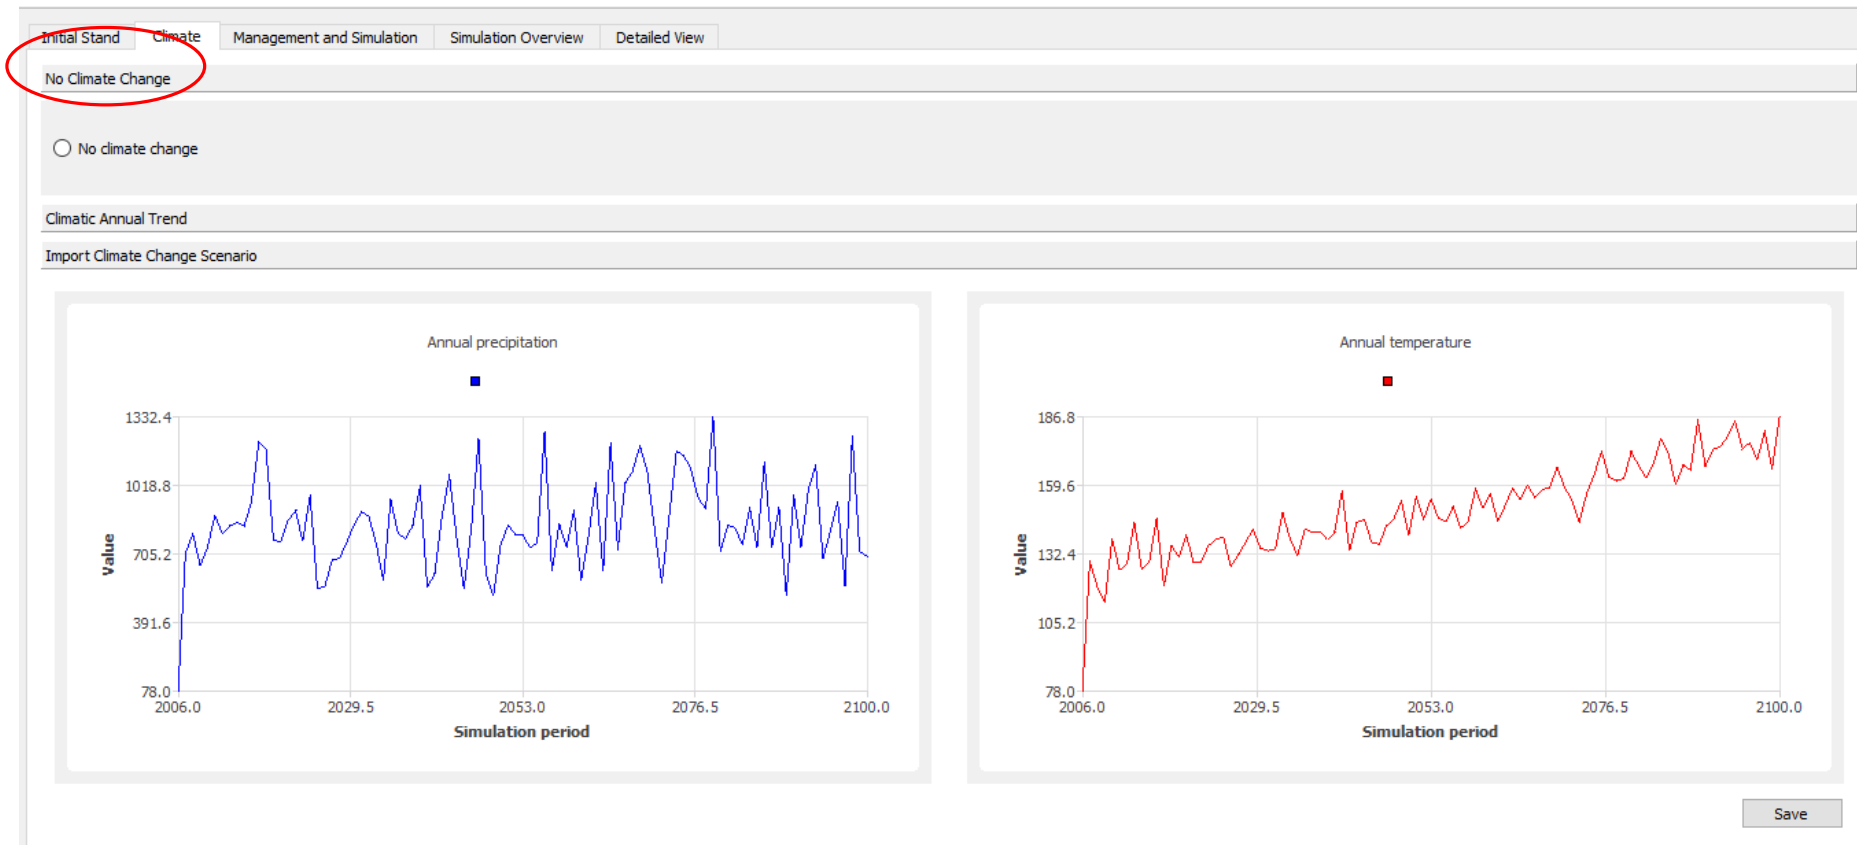 Initial Stand Climate Management and Simulation Simulation Overview Detailed View
No Climate Change
No climate change
Climatic Annual Trend
Import Climate Change Scenario
Annual precipitation
1332.4
1018.8
705.2
391.6
78.0
Value
2006.0 2029.5 2053.0 2076.5 2100.0
Simulation period
Annual temperature
186.8
159.6
132.4
105.2
78.0
Value
2006.0 2029.5 2053.0 2076.5 2100.0
Simulation period
Save